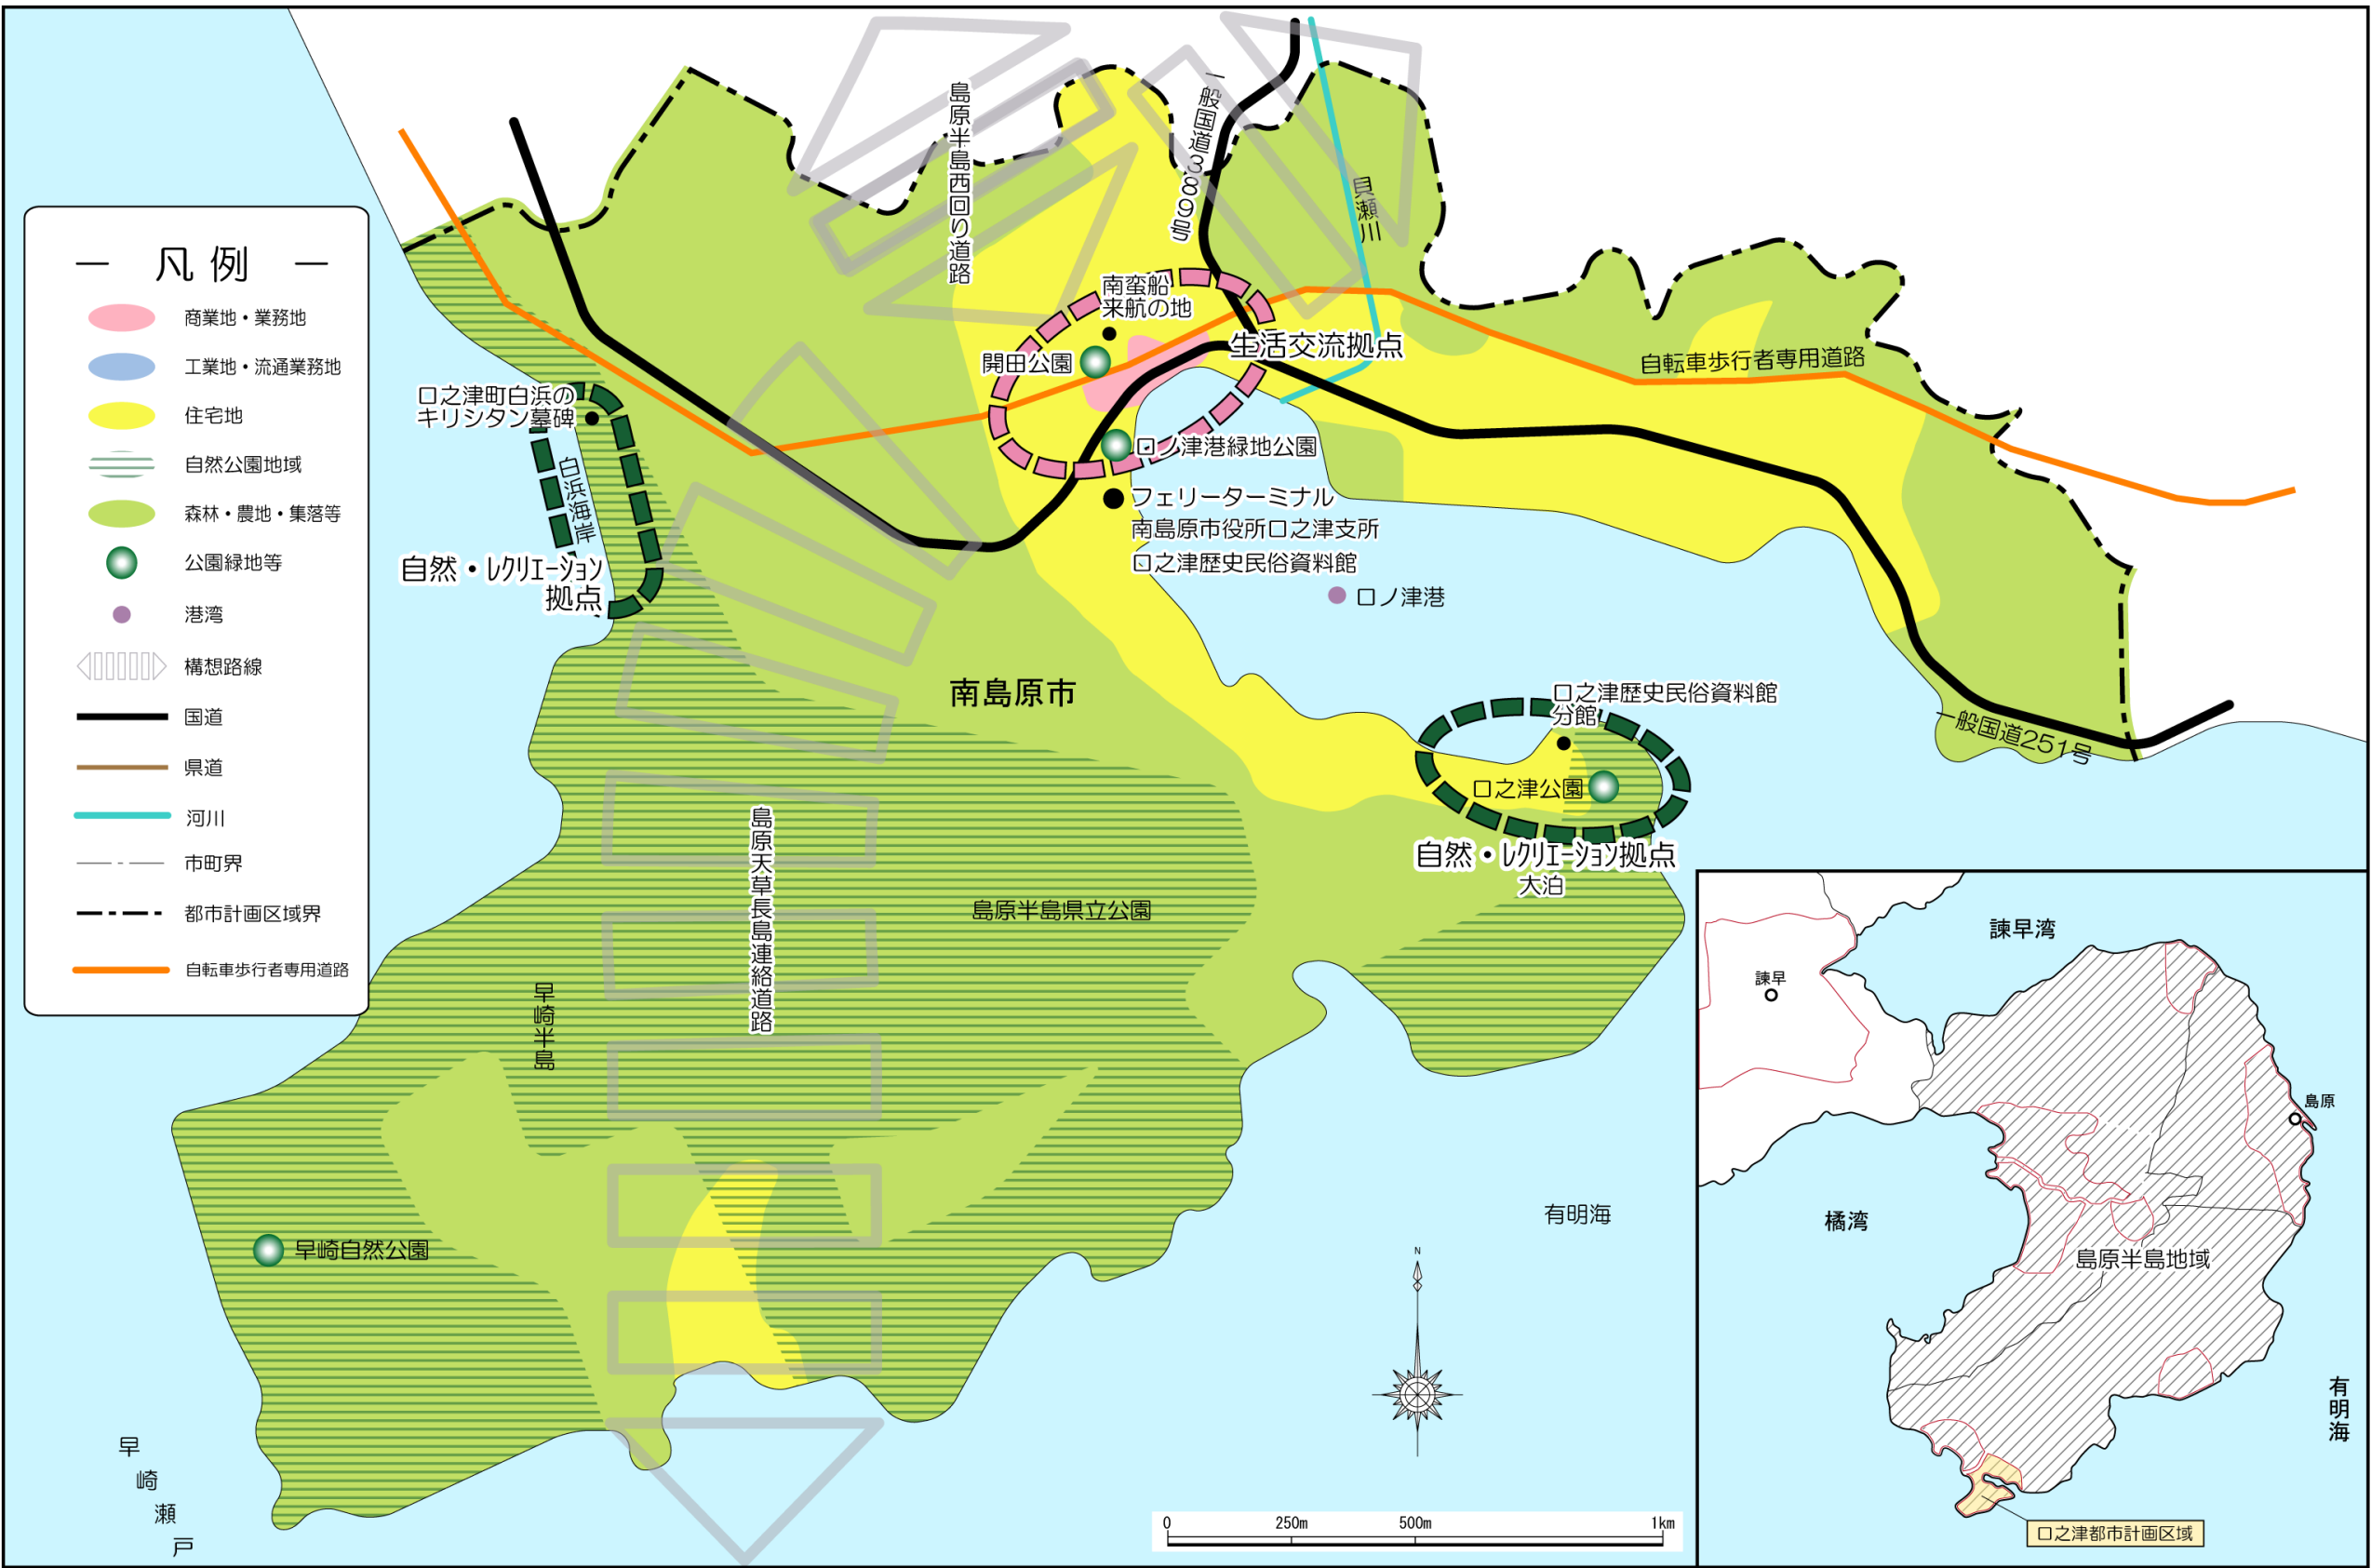 ― 凡例 ―
商業地・業務地
工業地・流通業務地
住宅地
自然公園地域
森林・農地・集落等
公園緑地等
港湾
構想路線
国道
県道
河川
市町界
都市計画区域界
自転車歩行者専用道路
島原半島西回り道路
一般国道389号
貝瀬川
南蛮船
来航の地
開田公園
生活交流拠点
自転車歩行者専用道路
口之津町白浜の
キリシタン墓碑
白浜海岸
自然・レクリエーション
拠点
口ノ津港緑地公園
フェリーターミナル
南島原市役所口之津支所
口之津歴史民俗資料館
口ノ津港
南島原市
口之津歴史民俗資料館
分館
口之津公園
自然・レクリエーション拠点
大泊
一般国道251号
島原天草長島連絡道路
島原半島県立公園
早崎半島
早崎自然公園
有明海
早崎瀬戸
N
0
250m
500m
1km
諫早湾
諫早
島原
橘湾
島原半島地域
有明海
口之津都市計画区域